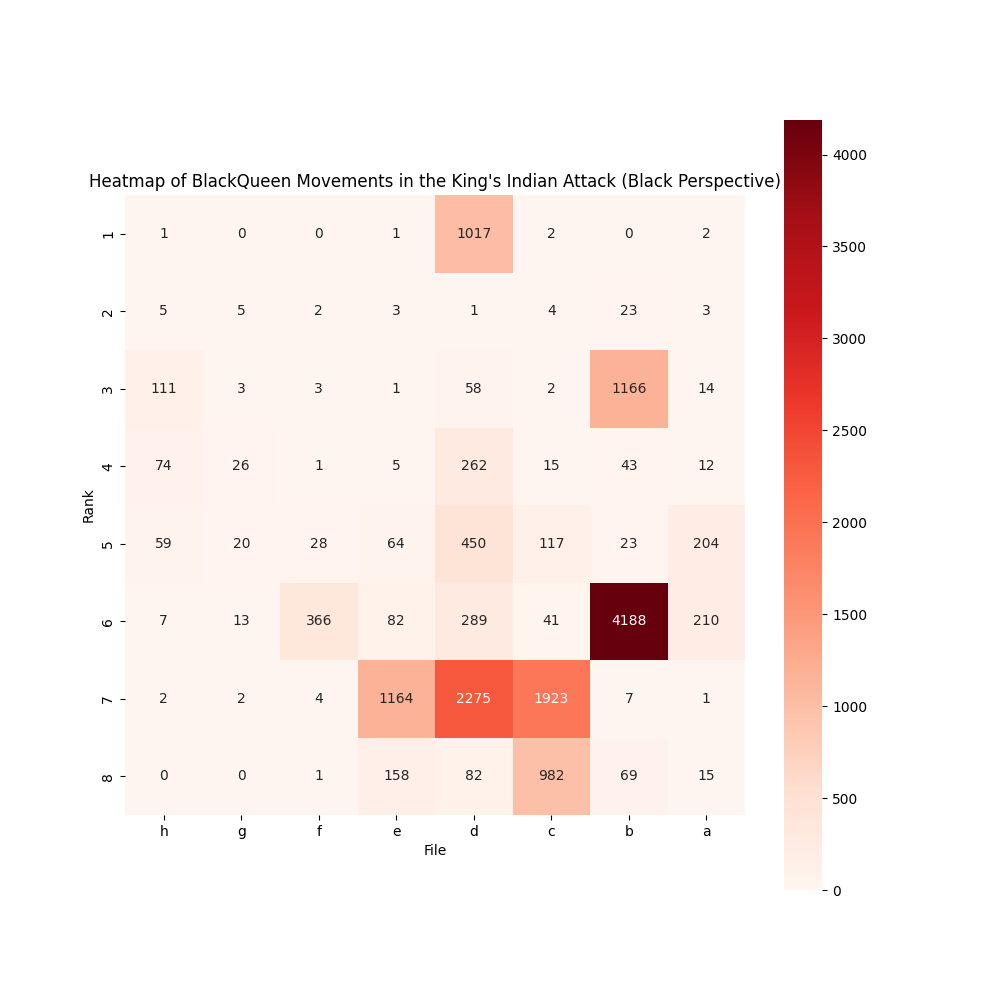 Heatmap of BlackQueen Movements in the King's Indian Attack (Black Perspective)
1 1 0 0 1 1017 2 0 2
2 5 5 2 3 1 4 23 3
3 111 3 3 1 58 2 1166 14
4 74 26 1 5 262 15 43 12
Rank
5 59 20 28 64 450 117 23 204
6 7 13 366 82 289 41 4188 210
7 2 2 4 1164 2275 1923 7 1
8 0 0 1 158 82 982 69 15
h g f e d c b a
File
4000
3500
3000
2500
2000
1500
1000
500
0